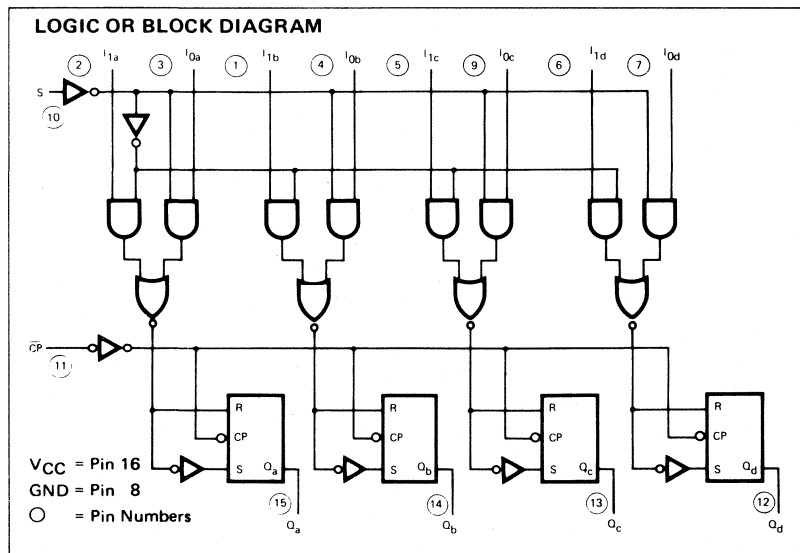 LOGIC OR BLOCK DIAGRAM
2 I1a 3 I0a 1 I1b 4 I0b 5 I1c 9 I0c 6 I1d 7 I0d
S
10
C̅P̅
11
R R R R
CP CP CP CP
S Qa S Qb S Qc S Qd
VCC = Pin 16
GND = Pin 8
= Pin Numbers
15 14 13 12
Qa Qb Qc Qd